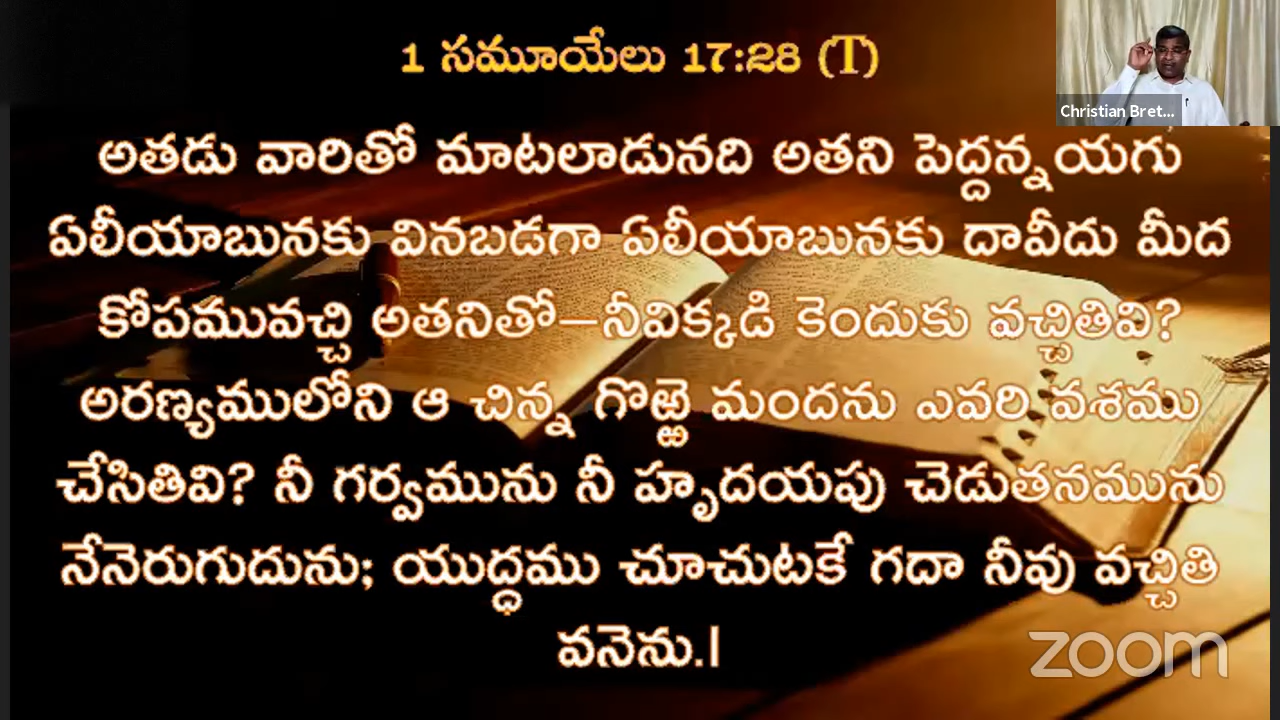 1 సమూయేలు 17:28 (T)
Christian Bret...
అతడు వారితో మాటలాడునది అతని పెద్దన్నయగు
ఏలీయాబునకు వినబడగా ఏలీయాబునకు దావీదు మీద
కోపమువచ్చి అతనితో–నీవిక్కడి కెందుకు వచ్చితివి?
అరణ్యములోని ఆ చిన్న గొఱ్ఱె మందను ఎవరి వశము
చేసితివి? నీ గర్వమును నీ హృదయపు చెడుతనమును
నేనెరుగుదును; యుద్ధము చూచుటకే గదా నీవు వచ్చితి
వనెను.|
zoom